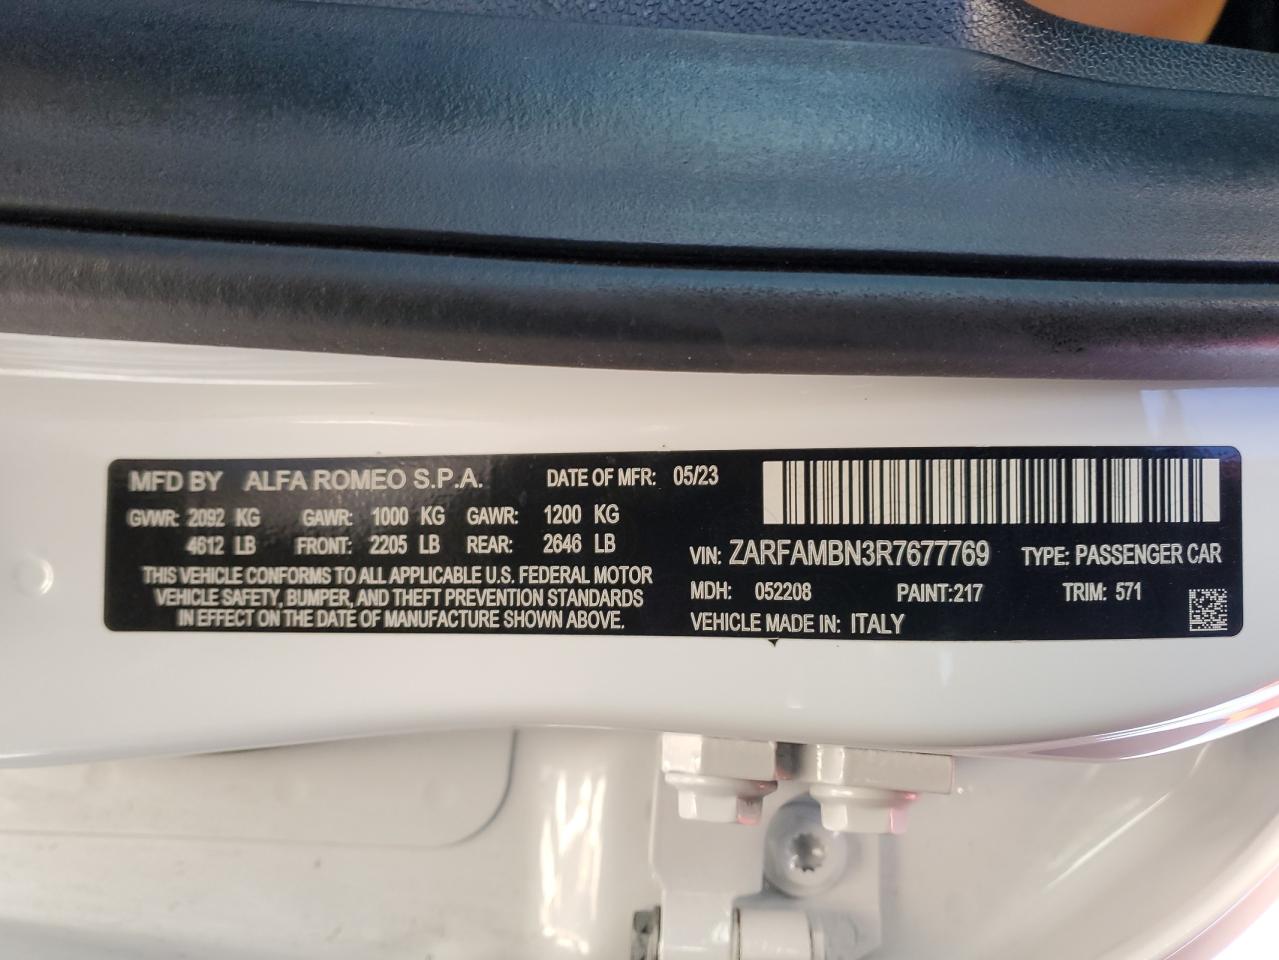 MFD BY ALFA ROMEO S.P.A. DATE OF MFR: 05/23
GVWR: 2092 KG GAWR: 1000 KG GAWR: 1200 KG
4612 LB FRONT: 2205 LB REAR: 2646 LB
THIS VEHICLE CONFORMS TO ALL APPLICABLE U.S. FEDERAL MOTOR
VEHICLE SAFETY, BUMPER, AND THEFT PREVENTION STANDARDS
IN EFFECT ON THE DATE OF MANUFACTURE SHOWN ABOVE.
VIN: ZARFAMBN3R7677769 TYPE: PASSENGER CAR
MDH: 052208 PAINT:217 TRIM: 571
VEHICLE MADE IN: ITALY